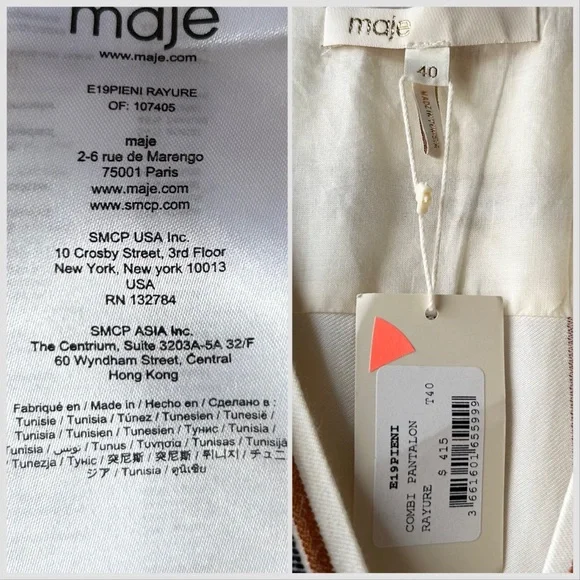 maje
www.maje.com
E19PIENI RAYURE
OF: 107405
maje
2-6 rue de Marengo
75001 Paris
www.maje.com
www.smcp.com
SMCP USA Inc.
10 Crosby Street, 3rd Floor
New York, New york 10013
USA
RN 132784
SMCP ASIA Inc.
The Centrium, Suite 3203A-5A 32/F
60 Wyndham Street, Central
Hong Kong
Fabriqué en / Made in / Hecho en / Сделано в :
Tunisie / Tunisia / Túnez / Tunesien / Tunesië /
Tunisia / Tunisien / Tunesien / Тунис / Tunisia /
Tunisia / تونس / Tunus / Τυνησία / Tunisas / Tunisijā
Tunezja / Тунiс / 突尼斯 / 突尼斯 / 튀니지 / チュニ
ジア / Tunisia / ตูนิเซีย
maje
40
E19PIENI
COMBI PANTALON T40
RAYURE $ 415
3 661601 655999